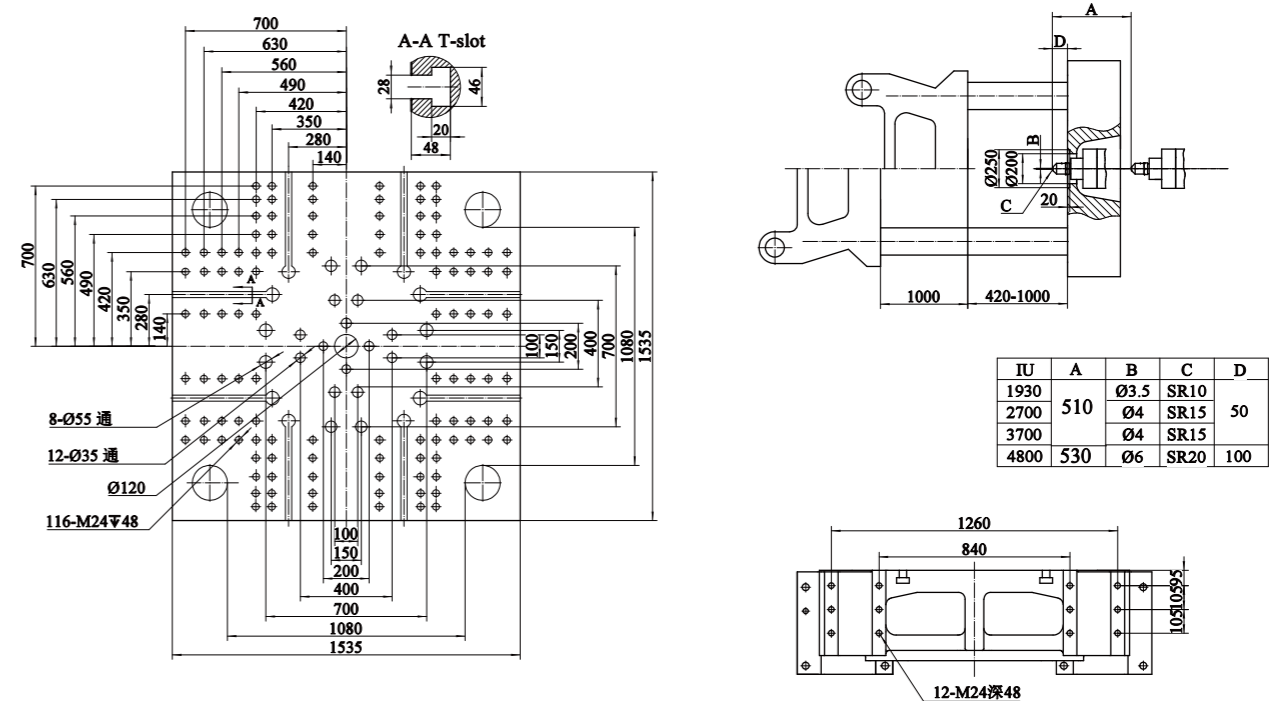 700
630
560
490
420
350
280
140
A-A T-slot
28
46
20
48
700
630
560
490
420
350
280
140
A
A
100
150
200
400
700
1080
1535
8-Ø55 通
12-Ø35 通
Ø120
116-M24↧48
100
150
200
400
700
1080
1535
A
D
B
Ø250
Ø200
C
20
1000
420-1000
IU A B C D
1930 510 Ø3.5 SR10 50
2700 Ø4 SR15
3700 Ø4 SR15
4800 530 Ø6 SR20 100
1260
840
95
105
105
12-M24深48